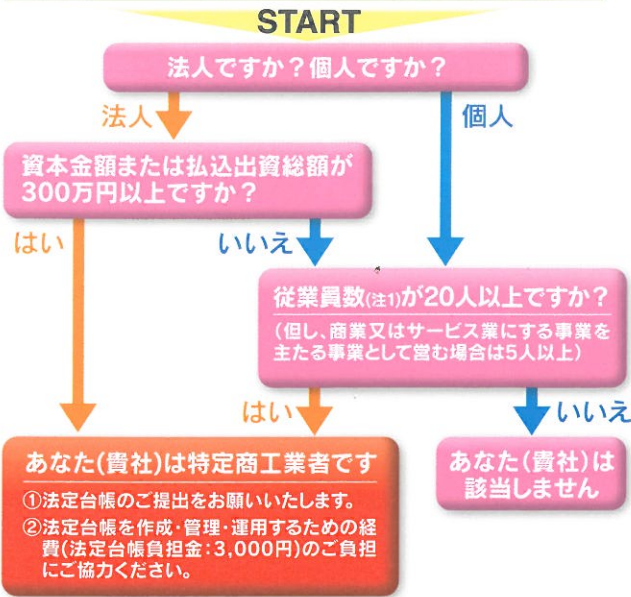 START
法人ですか？個人ですか？
法人
個人
資本金額または払込出資総額が
300万円以上ですか？
はい
いいえ
従業員数(注1)が20人以上ですか？
(但し、商業又はサービス業にする事業を
主たる事業として営む場合は5人以上)
はい
いいえ
あなた(貴社)は特定商工業者です
①法定台帳のご提出をお願いいたします。
②法定台帳を作成・管理・運用するための経
費(法定台帳負担金:3,000円)のご負担
にご協力ください。
あなた(貴社)は
該当しません